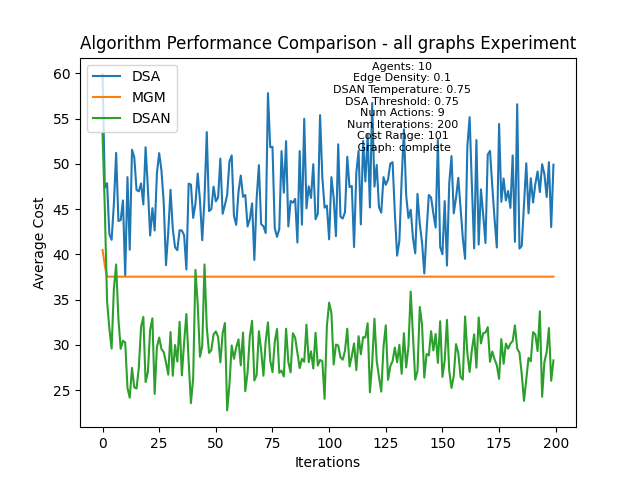 Algorithm Performance Comparison - all graphs Experiment
DSA
MGM
DSAN
Agents: 10
Edge Density: 0.1
DSAN Temperature: 0.75
DSA Threshold: 0.75
Num Actions: 9
Num Iterations: 200
Cost Range: 101
Graph: complete
Average Cost
60
55
50
45
40
35
30
25
0
25
50
75
100
125
150
175
200
Iterations